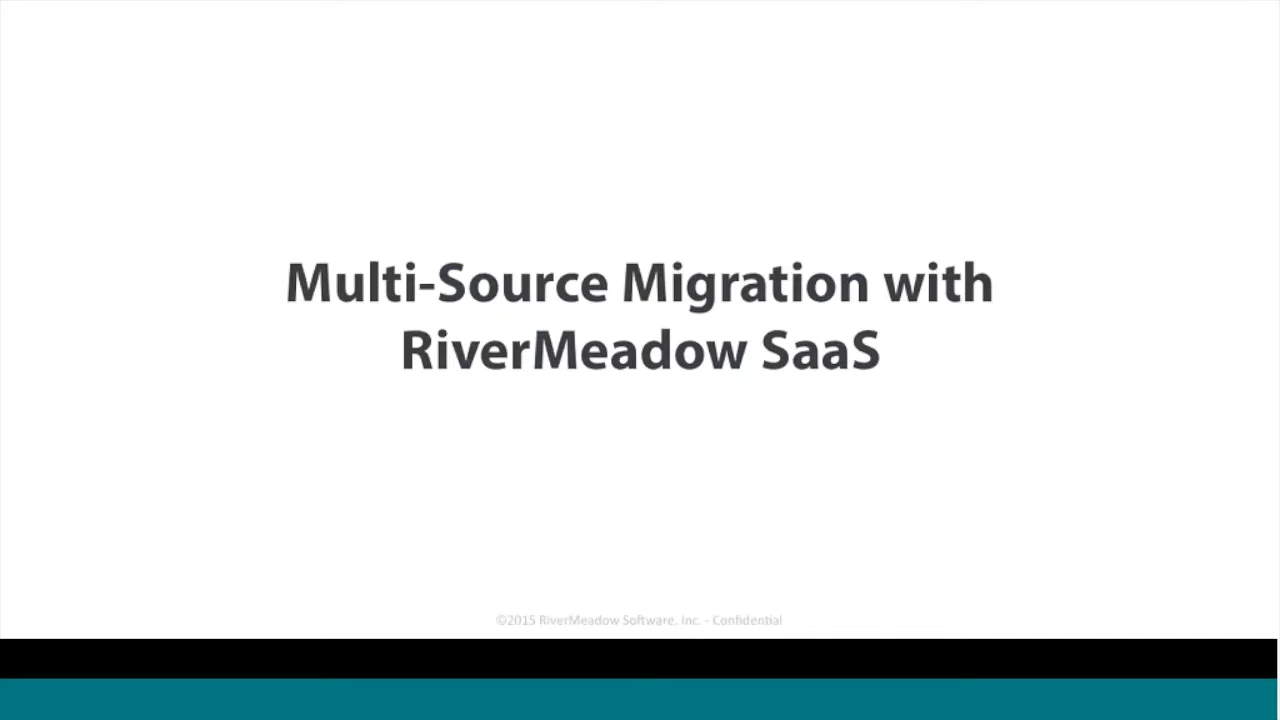 Multi-Source Migration with
RiverMeadow SaaS
©2015 RiverMeadow Software, Inc. - Confidential